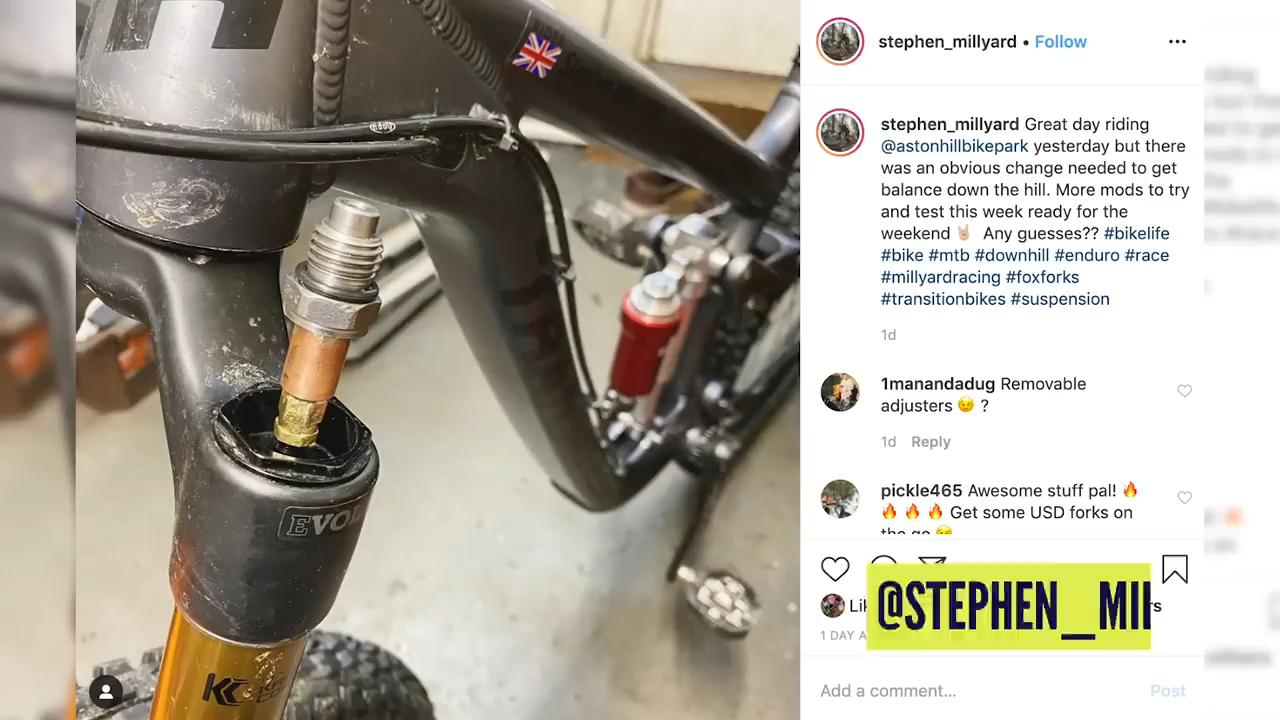 stephen_millyard • Follow
stephen_millyard Great day riding
@astonhillbikepark yesterday but there
was an obvious change needed to get
balance down the hill. More mods to try
and test this week ready for the
weekend 🤘🏻 Any guesses?? #bikelife
#bike #mtb #downhill #enduro #race
#millyardracing #foxforks
#transitionbikes #suspension
1d
1manandadug Removable
adjusters 😉 ?
1d Reply
pickle465 Awesome stuff pal! 🔥
🔥 🔥 🔥 Get some USD forks on
the go 😉
@STEPHEN_MIL
1 DAY A
Add a comment...
Post